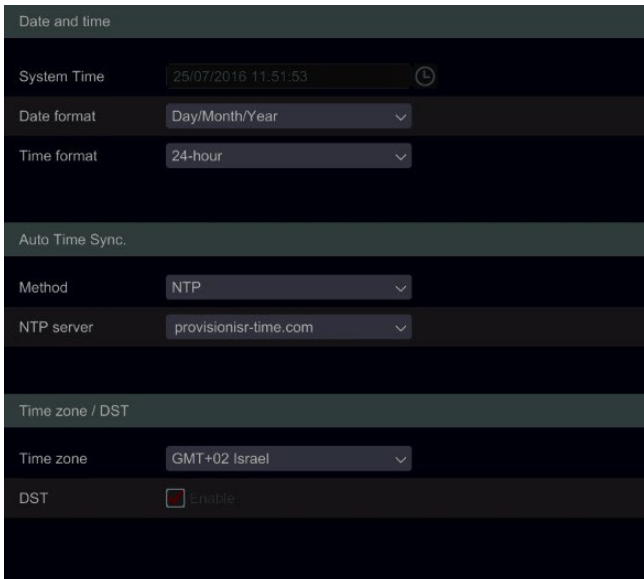 Date and time
System Time 25/07/2016 11:51:53
Date format Day/Month/Year
Time format 24-hour
Auto Time Sync.
Method NTP
NTP server provisionisr-time.com
Time zone / DST
Time zone GMT+02 Israel
DST Enable